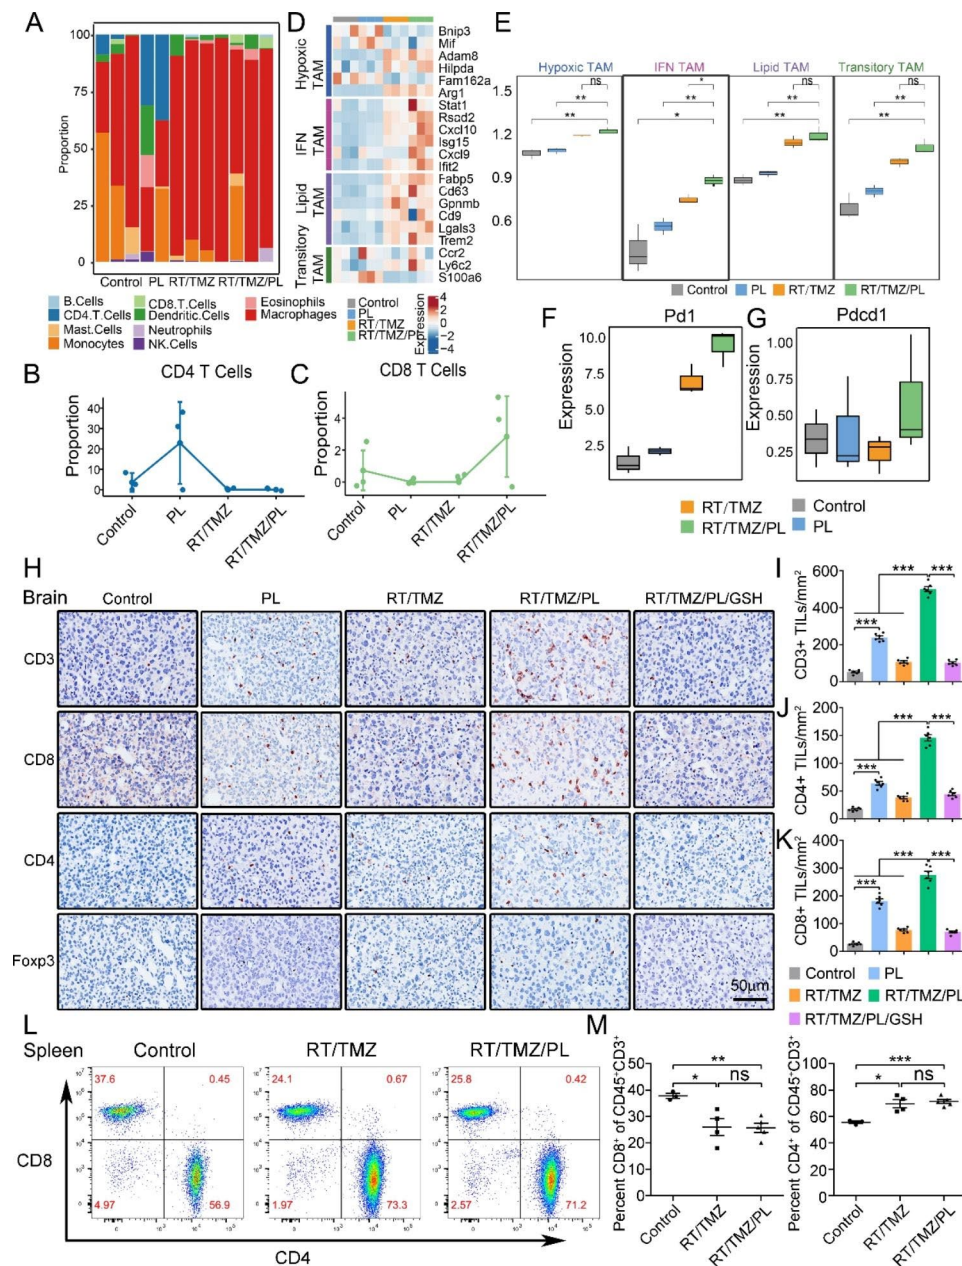 A
100
75
50
25
0
Proportion
Control PL RT/TMZ RT/TMZ/PL
B.Cells
CD4.T.Cells
Mast.Cells
Monocytes
CD8.T.Cells
Dendritic.Cells
Neutrophils
NK.Cells
Eosinophils
Macrophages
D
Hypoxic TAM
IFN TAM
Lipid TAM
Transitory TAM
Bnip3
Mif
Adam8
Hilpda
Fam162a
Arg1
Stat1
Rsad2
Cxcl10
Isg15
Cxcl9
Ifit2
Fabp5
Cd63
Gpnmb
Cd9
Lgals3
Trem2
Ccr2
Ly6c2
S100a6
Control
PL
RT/TMZ
RT/TMZ/PL
Expression
4
2
0
−2
−4
E
Hypoxic TAM IFN TAM Lipid TAM Transitory TAM
1.5
1.2
0.9
0.6
ns * ns ns
** ** ** **
** * ** **
Control PL RT/TMZ RT/TMZ/PL
B
CD4 T Cells
Proportion
40
30
20
10
0
Control PL RT/TMZ RT/TMZ/PL
C
CD8 T Cells
Proportion
4
2
0
Control PL RT/TMZ RT/TMZ/PL
F
Pd1
Expression
10.0
7.5
5.0
2.5
G
Pdcd1
Expression
1.00
0.75
0.50
0.25
RT/TMZ
RT/TMZ/PL
Control
PL
H
Brain
Control PL RT/TMZ RT/TMZ/PL RT/TMZ/PL/GSH
CD3
CD8
CD4
Foxp3
50μm
I
CD3+ TILs/mm²
600
400
200
0
*** *** ***
J
CD4+ TILs/mm²
200
150
100
50
0
*** *** ***
K
CD8+ TILs/mm²
400
300
200
100
0
*** *** ***
Control PL
RT/TMZ RT/TMZ/PL
RT/TMZ/PL/GSH
L
Spleen
Control RT/TMZ RT/TMZ/PL
37.6 0.45
4.97 56.9
24.1 0.67
1.97 73.3
25.8 0.42
2.57 71.2
CD8
CD4
M
Percent CD8⁺ of CD45⁺CD3⁺
50
40
30
20
10
0
**
* ns
Control RT/TMZ RT/TMZ/PL
Percent CD4⁺ of CD45⁺CD3⁺
100
80
60
40
20
0
***
* ns
Control RT/TMZ RT/TMZ/PL